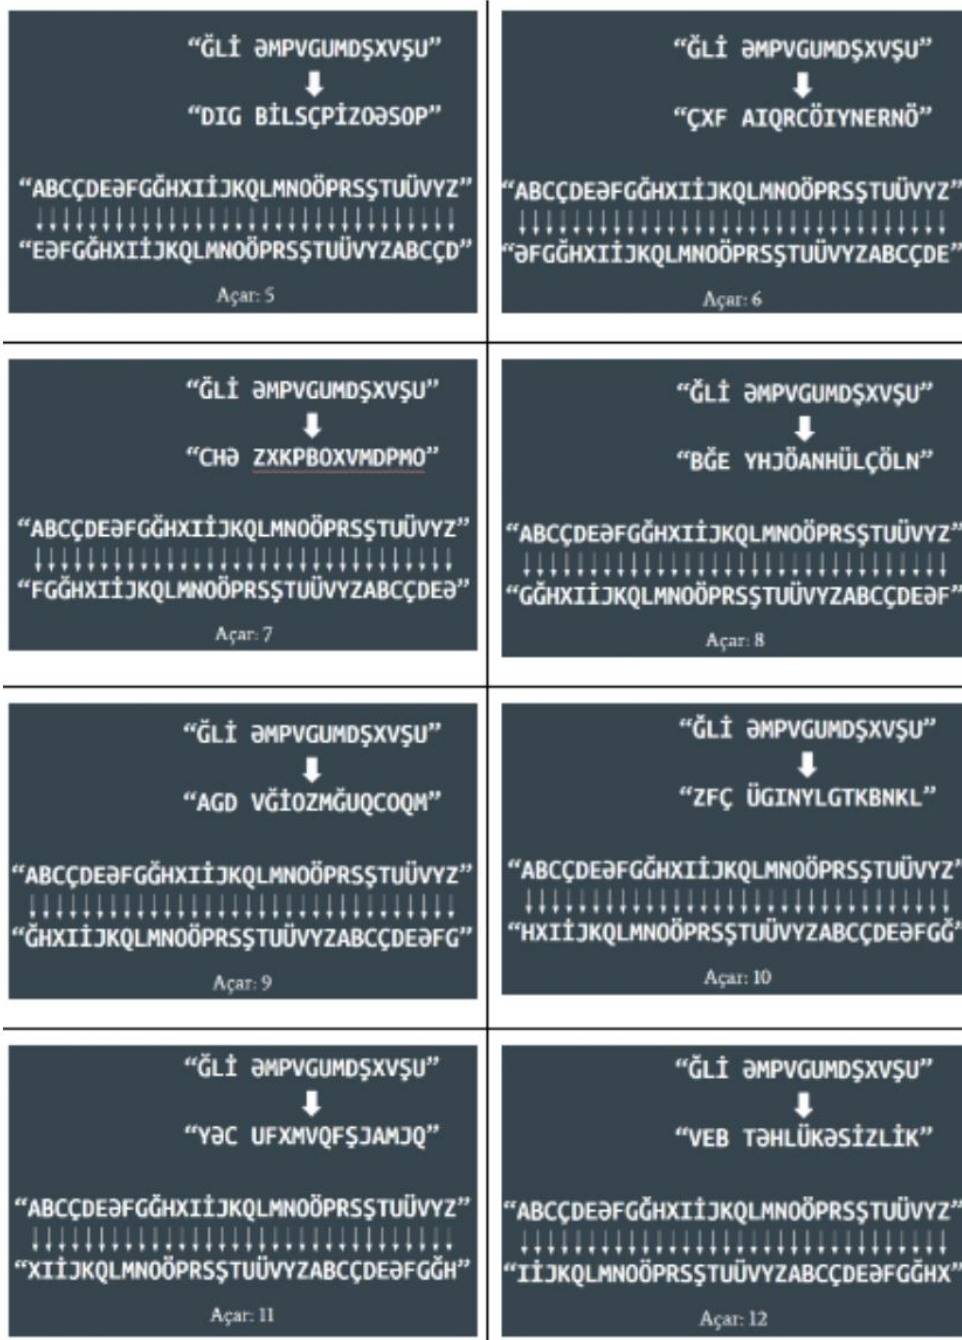 “ĞLİ ƏMPVGUMDŞXVŞU”
“DIG BİLSÇPİZOƏSOP”
“ABCÇDEƏFGĞHXIİJKQLMNOÖPRSŞTUÜVYZ”
“EƏFGĞHXIİJKQLMNOÖPRSŞTUÜVYZABCÇD”
Açar: 5
“ĞLİ ƏMPVGUMDŞXVŞU”
“ÇXF AIQRCÖIYNERNÖ”
“ABCÇDEƏFGĞHXIİJKQLMNOÖPRSŞTUÜVYZ”
“ƏFGĞHXIİJKQLMNOÖPRSŞTUÜVYZABCÇDE”
Açar: 6
“ĞLİ ƏMPVGUMDŞXVŞU”
“CHƏ ZXKPBOXVMDPMO”
“ABCÇDEƏFGĞHXIİJKQLMNOÖPRSŞTUÜVYZ”
“FGĞHXIİJKQLMNOÖPRSŞTUÜVYZABCÇDEƏ”
Açar: 7
“ĞLİ ƏMPVGUMDŞXVŞU”
“BĞE YHJÖANHÜLÇÖLN”
“ABCÇDEƏFGĞHXIİJKQLMNOÖPRSŞTUÜVYZ”
“GĞHXIİJKQLMNOÖPRSŞTUÜVYZABCÇDEƏF”
Açar: 8
“ĞLİ ƏMPVGUMDŞXVŞU”
“AGD VĞİOZMĞUQCOQM”
“ABCÇDEƏFGĞHXIİJKQLMNOÖPRSŞTUÜVYZ”
“ĞHXIİJKQLMNOÖPRSŞTUÜVYZABCÇDEƏFG”
Açar: 9
“ĞLİ ƏMPVGUMDŞXVŞU”
“ZFÇ ÜGINYLGTKBNKL”
“ABCÇDEƏFGĞHXIİJKQLMNOÖPRSŞTUÜVYZ”
“HXIİJKQLMNOÖPRSŞTUÜVYZABCÇDEƏFGĞ”
Açar: 10
“ĞLİ ƏMPVGUMDŞXVŞU”
“YƏC UFXMVQFŞJAMJQ”
“ABCÇDEƏFGĞHXIİJKQLMNOÖPRSŞTUÜVYZ”
“XIİJKQLMNOÖPRSŞTUÜVYZABCÇDEƏFGĞH”
Açar: 11
“ĞLİ ƏMPVGUMDŞXVŞU”
“VEB TƏHLÜKƏSİZLİK”
“ABCÇDEƏFGĞHXIİJKQLMNOÖPRSŞTUÜVYZ”
“IİJKQLMNOÖPRSŞTUÜVYZABCÇDEƏFGĞHX”
Açar: 12